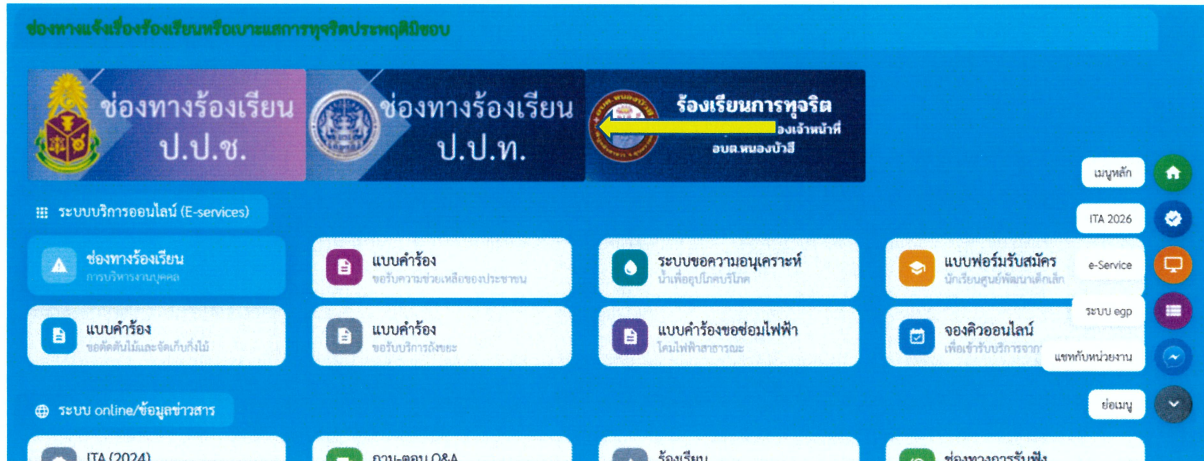 ช่องทางแจ้งเรื่องร้องเรียนหรือเบาะแสการทุจริตประพฤติมิชอบ
ช่องทางร้องเรียน
ป.ป.ช.
ช่องทางร้องเรียน
ป.ป.ท.
ร้องเรียนการทุจริต
องเจ้าหน้าที่
อบต.หนองบัวฮี
ระบบบริการออนไลน์ (E-services)
ช่องทางร้องเรียน
การบริหารงานบุคคล
แบบคำร้อง
ขอรับความช่วยเหลือของประชาชน
ระบบขอความอนุเคราะห์
น้ำเพื่ออุปโภคบริโภค
แบบฟอร์มรับสมัคร
นักเรียนศูนย์พัฒนาเด็กเล็ก
แบบคำร้อง
ขอตัดต้นไม้และจัดเก็บกิ่งไม้
แบบคำร้อง
ขอรับบริการถังขยะ
แบบคำร้องขอซ่อมไฟฟ้า
โคมไฟฟ้าสาธารณะ
จองคิวออนไลน์
เพื่อเข้ารับบริการจาก
เมนูหลัก
ITA 2026
e-Service
ระบบ egp
แชทกับหน่วยงาน
ย่อเมนู
ระบบ online/ข้อมูลข่าวสาร
ITA (2024)
ถาม-ตอบ Q&A
ร้องเรียน
ช่องทางการรับฟัง